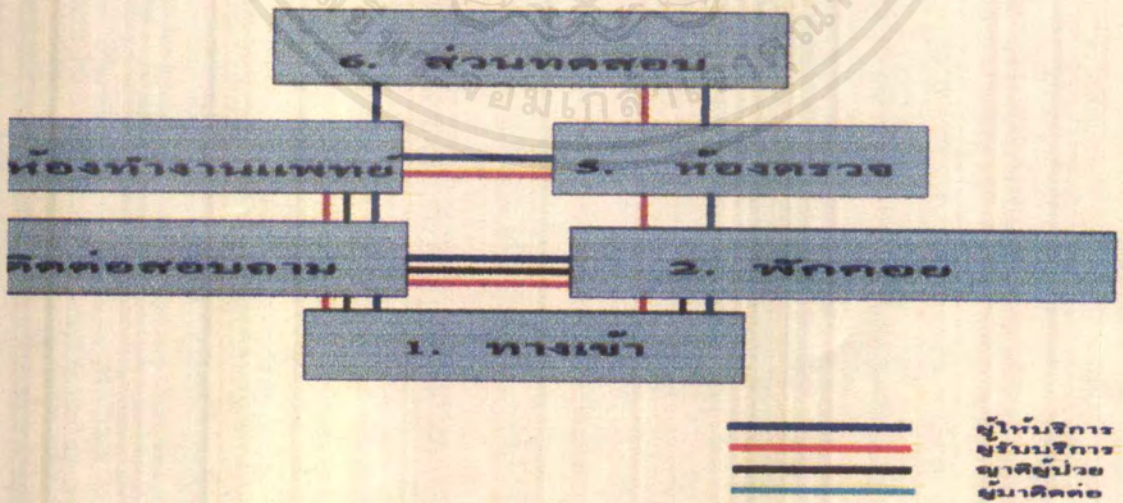 6. ส่วนทดสอบ
ห้องทำงานแพทย์
5. ห้องตรวจ
ติดต่อสอบถาม
2. พักคอย
1. ทางเข้า
ผู้ให้บริการ
ผู้รับบริการ
ญาติผู้ป่วย
ผู้มาติดต่อ